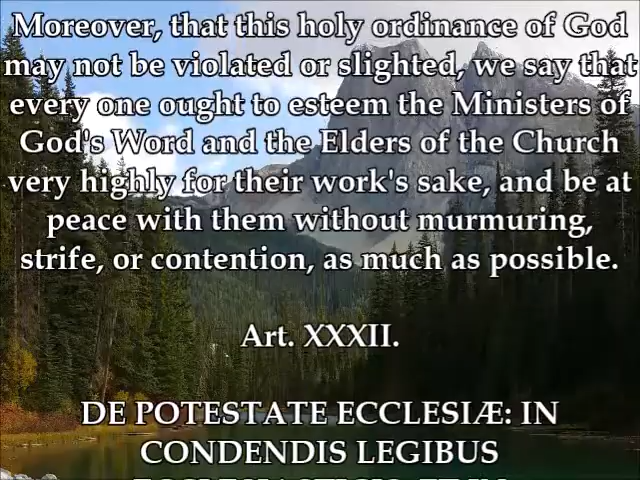 Moreover, that this holy ordinance of God
may not be violated or slighted, we say that
every one ought to esteem the Ministers of
God's Word and the Elders of the Church
very highly for their work's sake, and be at
peace with them without murmuring,
strife, or contention, as much as possible.
Art. XXXII.
DE POTESTATE ECCLESIÆ: IN
CONDENDIS LEGIBUS